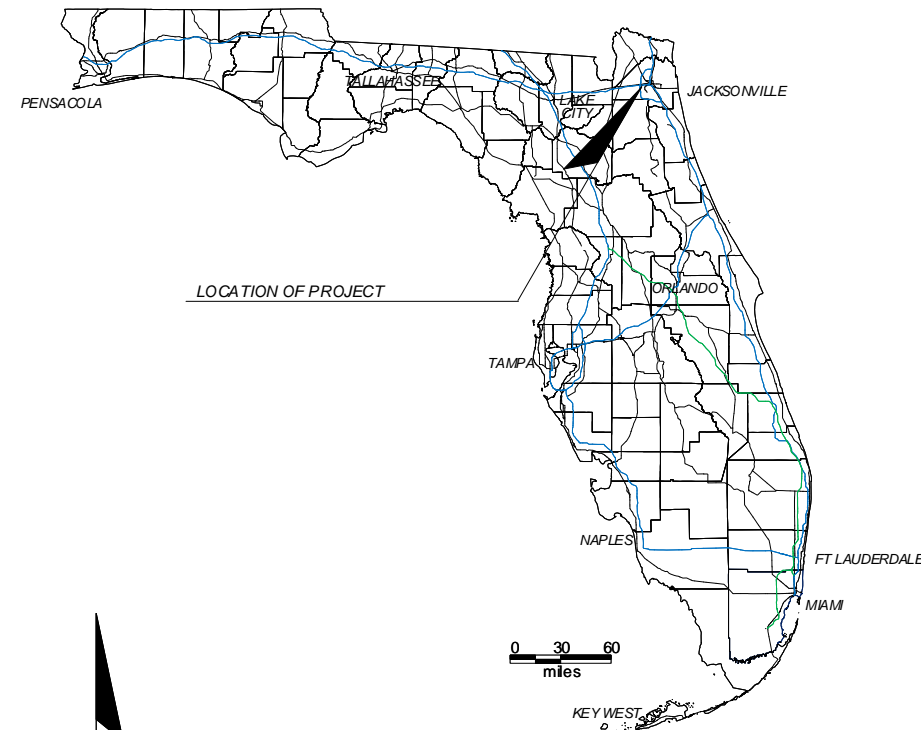 PENSACOLA
TALLAHASSEE
LAKE
CITY
JACKSONVILLE
LOCATION OF PROJECT
ORLANDO
TAMPA
NAPLES
FT LAUDERDALE
MIAMI
0 30 60
miles
KEY WEST